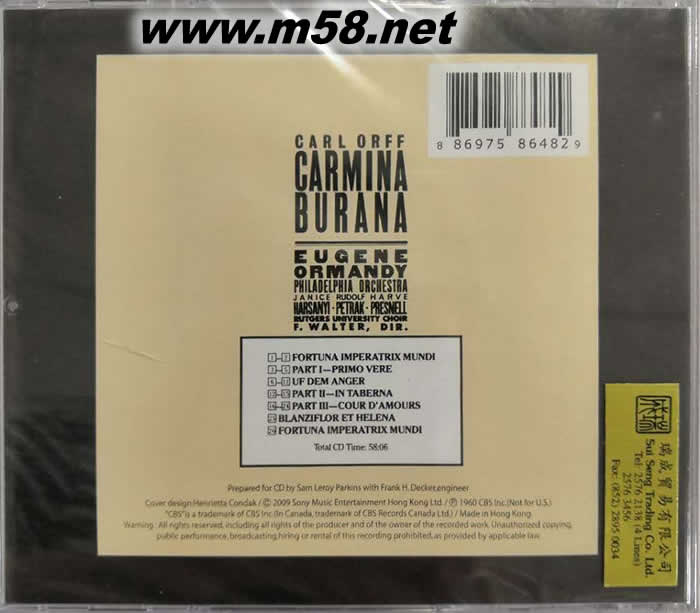 www.m58.net
8 86975 86482 9
CARL ORFF
CARMINA
BURANA
EUGENE
ORMANDY
PHILADELPHIA ORCHESTRA
JANICE RUDOLF HARVE
HARSANYI · PETRAK · PRESNELL
RUTGERS UNIVERSITY CHOIR
F. WALTER, DIR.
1-2 FORTUNA IMPERATRIX MUNDI
3-5 PART I—PRIMO VERE
6-11 UF DEM ANGER
12-15 PART II—IN TABERNA
PART III—COUR D'AMOURS
BLANZIFLOR ET HELENA
FORTUNA IMPERATRIX MUNDI
Total CD Time: 58:06
Prepared for CD by Sam Leroy Parkins with Frank H. Decker,engineer
Cover design Henrietta Condak / © 2009 Sony Music Entertainment Hong Kong Ltd / ℗ 1960 CBS Inc.(Not for U.S.)
"CBS"is a trademark of CBS Inc.(In Canada, trademark of CBS Records Canada Ltd.) / Made in Hong Kong
Warning : All rights reserved, including all rights of the producer and of the owner of the recorded work. Unauthorized copying,
public performance, broadcasting,hiring or rental of this recording prohibited, as provided by applicable law.
瑞成貿易有限公司
Sui Seng Trading Co. Ltd.
Tel: 2576 2138 (4 Lines)
2576 3456
Fax: (852) 2895 0034